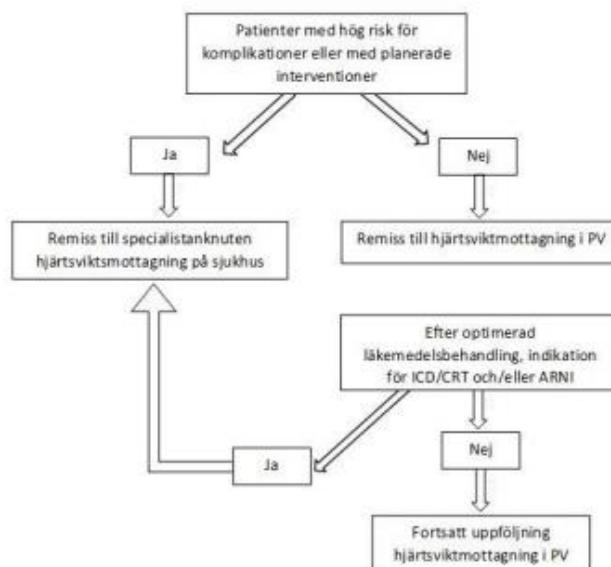 Patienter med hög risk för
komplikationer eller med planerade
interventioner
Ja
Nej
Remiss till specialistanknuten
hjärtsviktsmottagning på sjukhus
Remiss till hjärtsviktmottagning i PV
Efter optimerad
läkemedelsbehandling, indikation
för ICD/CRT och/eller ARNI
Ja
Nej
Fortsatt uppföljning
hjärtsviktmottagning i PV